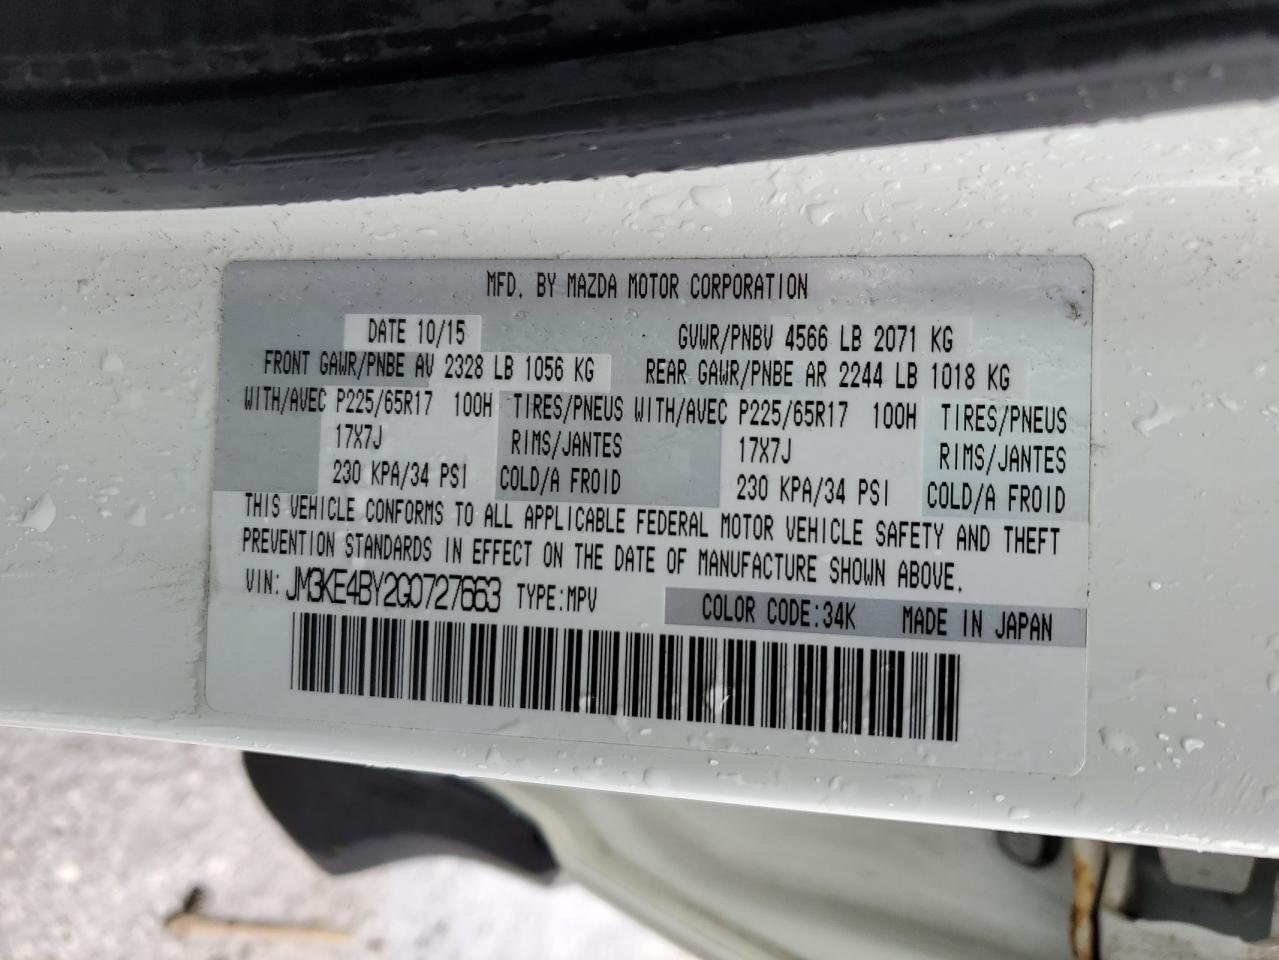 MFD. BY MAZDA MOTOR CORPORATION
DATE 10/15 GVWR/PNBV 4566 LB 2071 KG
FRONT GAWR/PNBE AV 2328 LB 1056 KG REAR GAWR/PNBE AR 2244 LB 1018 KG
WITH/AVEC P225/65R17 100H TIRES/PNEUS WITH/AVEC P225/65R17 100H TIRES/PNEUS
17X7J RIMS/JANTES 17X7J RIMS/JANTES
230 KPA/34 PSI COLD/A FROID 230 KPA/34 PSI COLD/A FROID
THIS VEHICLE CONFORMS TO ALL APPLICABLE FEDERAL MOTOR VEHICLE SAFETY AND THEFT
PREVENTION STANDARDS IN EFFECT ON THE DATE OF MANUFACTURE SHOWN ABOVE.
VIN: JM3KE4BY2G0727663 TYPE:MPV COLOR CODE:34K MADE IN JAPAN